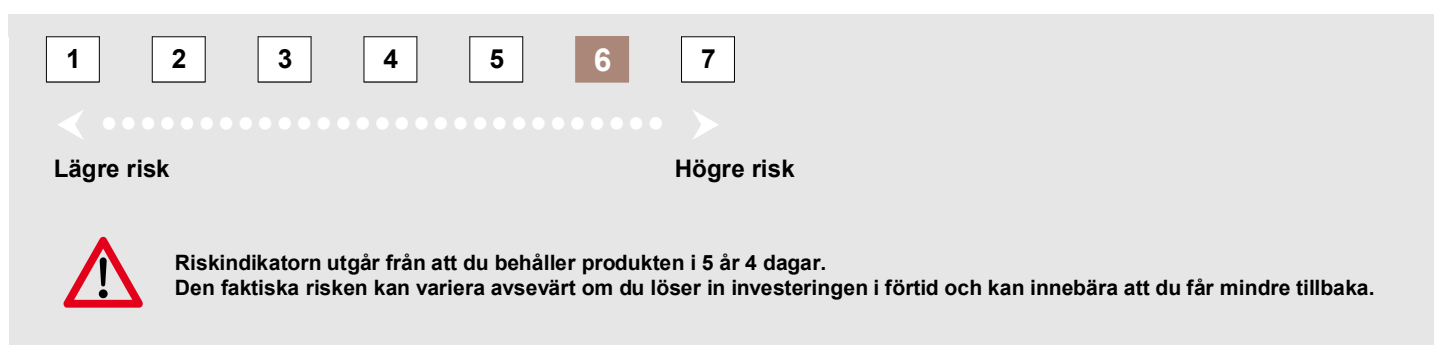 1 2 3 4 5 6 7
Lägre risk Högre risk
Riskindikatorn utgår från att du behåller produkten i 5 år 4 dagar.
Den faktiska risken kan variera avsevärt om du löser in investeringen i förtid och kan innebära att du får mindre tillbaka.